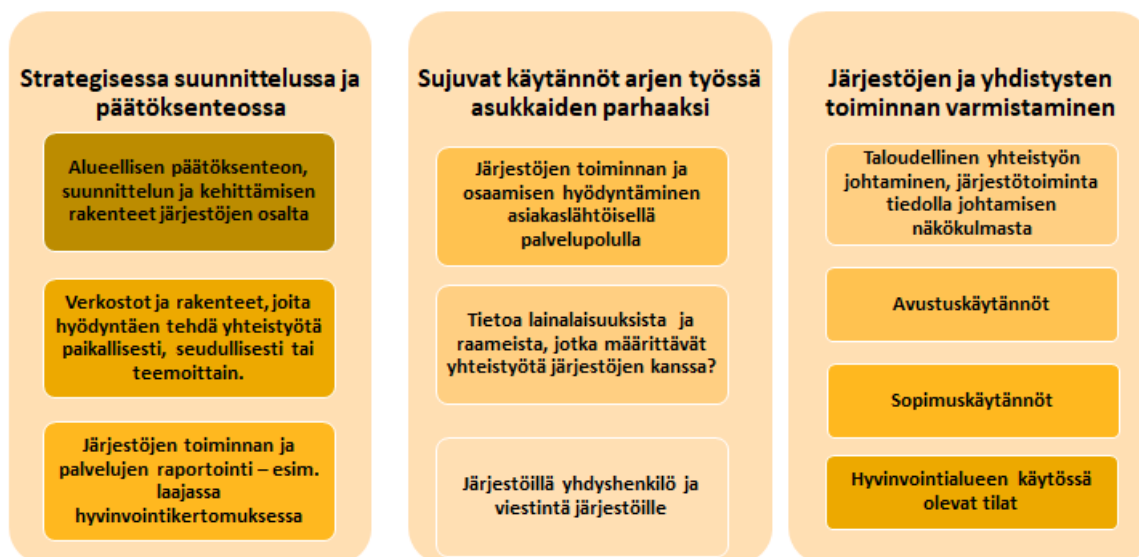 Strategisessa suunnittelussa ja
päätöksenteossa
Alueellisen päätöksenteon,
suunnittelun ja kehittämisen
rakenteet järjestöjen osalta
Verkostot ja rakenteet, joita
hyödyntäen tehdä yhteistyötä
paikallisesti, seudullisesti tai
teemoittain.
Järjestöjen toiminnan ja
palvelujen raportointi – esim.
laajassa
hyvinvointikertomuksessa
Sujuvat käytännöt arjen työssä
asukkaiden parhaaksi
Järjestöjen toiminnan ja
osaamisen hyödyntäminen
asiakaslähtöisellä
palvelupolulla
Tietoa lainalaisuuksista ja
raameista, jotka määrittävät
yhteistyötä järjestöjen kanssa?
Järjestöillä yhdyshenkilö ja
viestintä järjestöille
Järjestöjen ja yhdistysten
toiminnan varmistaminen
Taloudellinen yhteistyön
johtaminen, järjestötoiminta
tiedolla johtamisen
näkökulmasta
Avustuskäytännöt
Sopimuskäytännöt
Hyvinvointialueen käytössä
olevat tilat